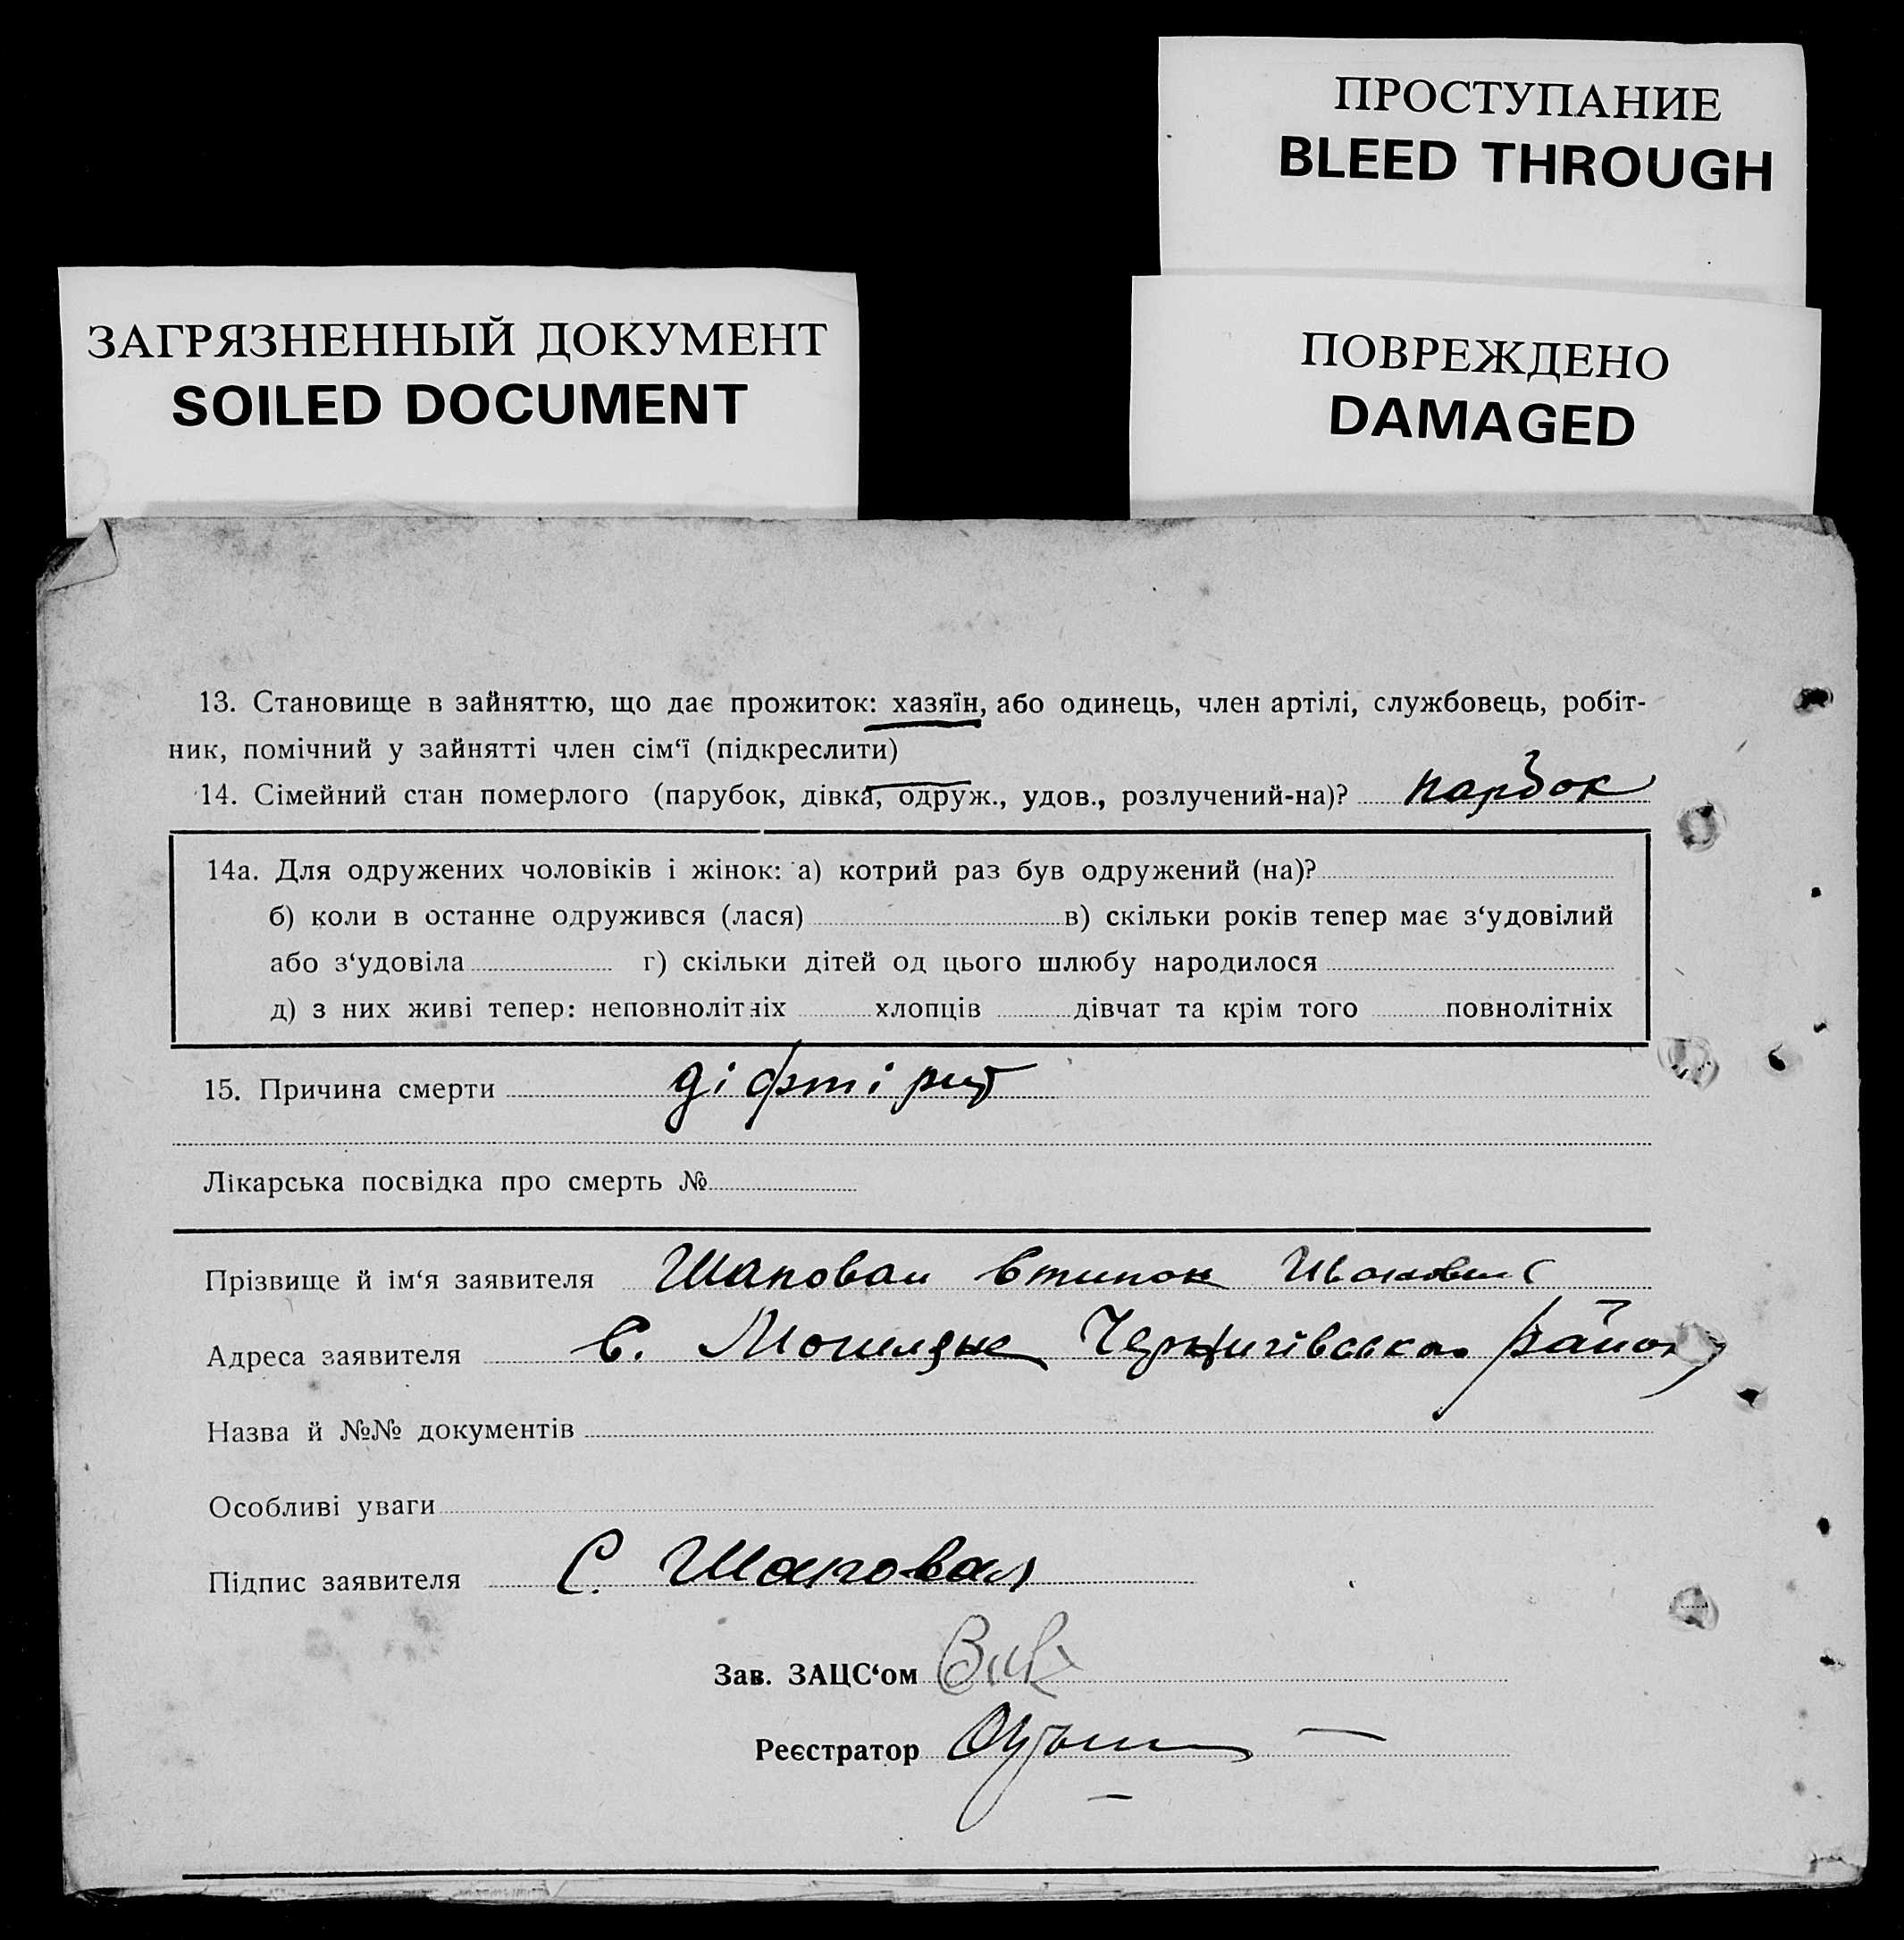 ПРОСТУПАНИЕ
BLEED THROUGH
ЗАГРЯЗНЕННЫЙ ДОКУМЕНТ
SOILED DOCUMENT
ПОВРЕЖДЕНО
DAMAGED
13. Становище в зайняттю, що дає прожиток: хазяїн, або одинець, член артілі, службовець, робіт-
ник, помічний у зайнятті член сім‘ї (підкреслити)
14. Сімейний стан померлого (парубок, дівка, одруж., удов., розлучений-на)?
14а. Для одружених чоловіків і жінок: а) котрий раз був одружений (на)?
б) коли в останне одружився (лася) в) скільки років тепер має з‘удовілий
або з‘удовіла г) скільки дітей од цього шлюбу народилося
д) з них живі тепер: неповнолітніх хлопців дівчат та крім того повнолітніх
15. Причина смерти діфтіріт
Лікарська посвідка про смерть №
Прізвище й ім‘я заявителя Шаповал Іванович
Адреса заявителя с. Чернигівського району
Назва й №№ документів
Особливі уваги
Підпис заявителя С. Шаповал
Зав. ЗАЦС‘ом
Реєстратор